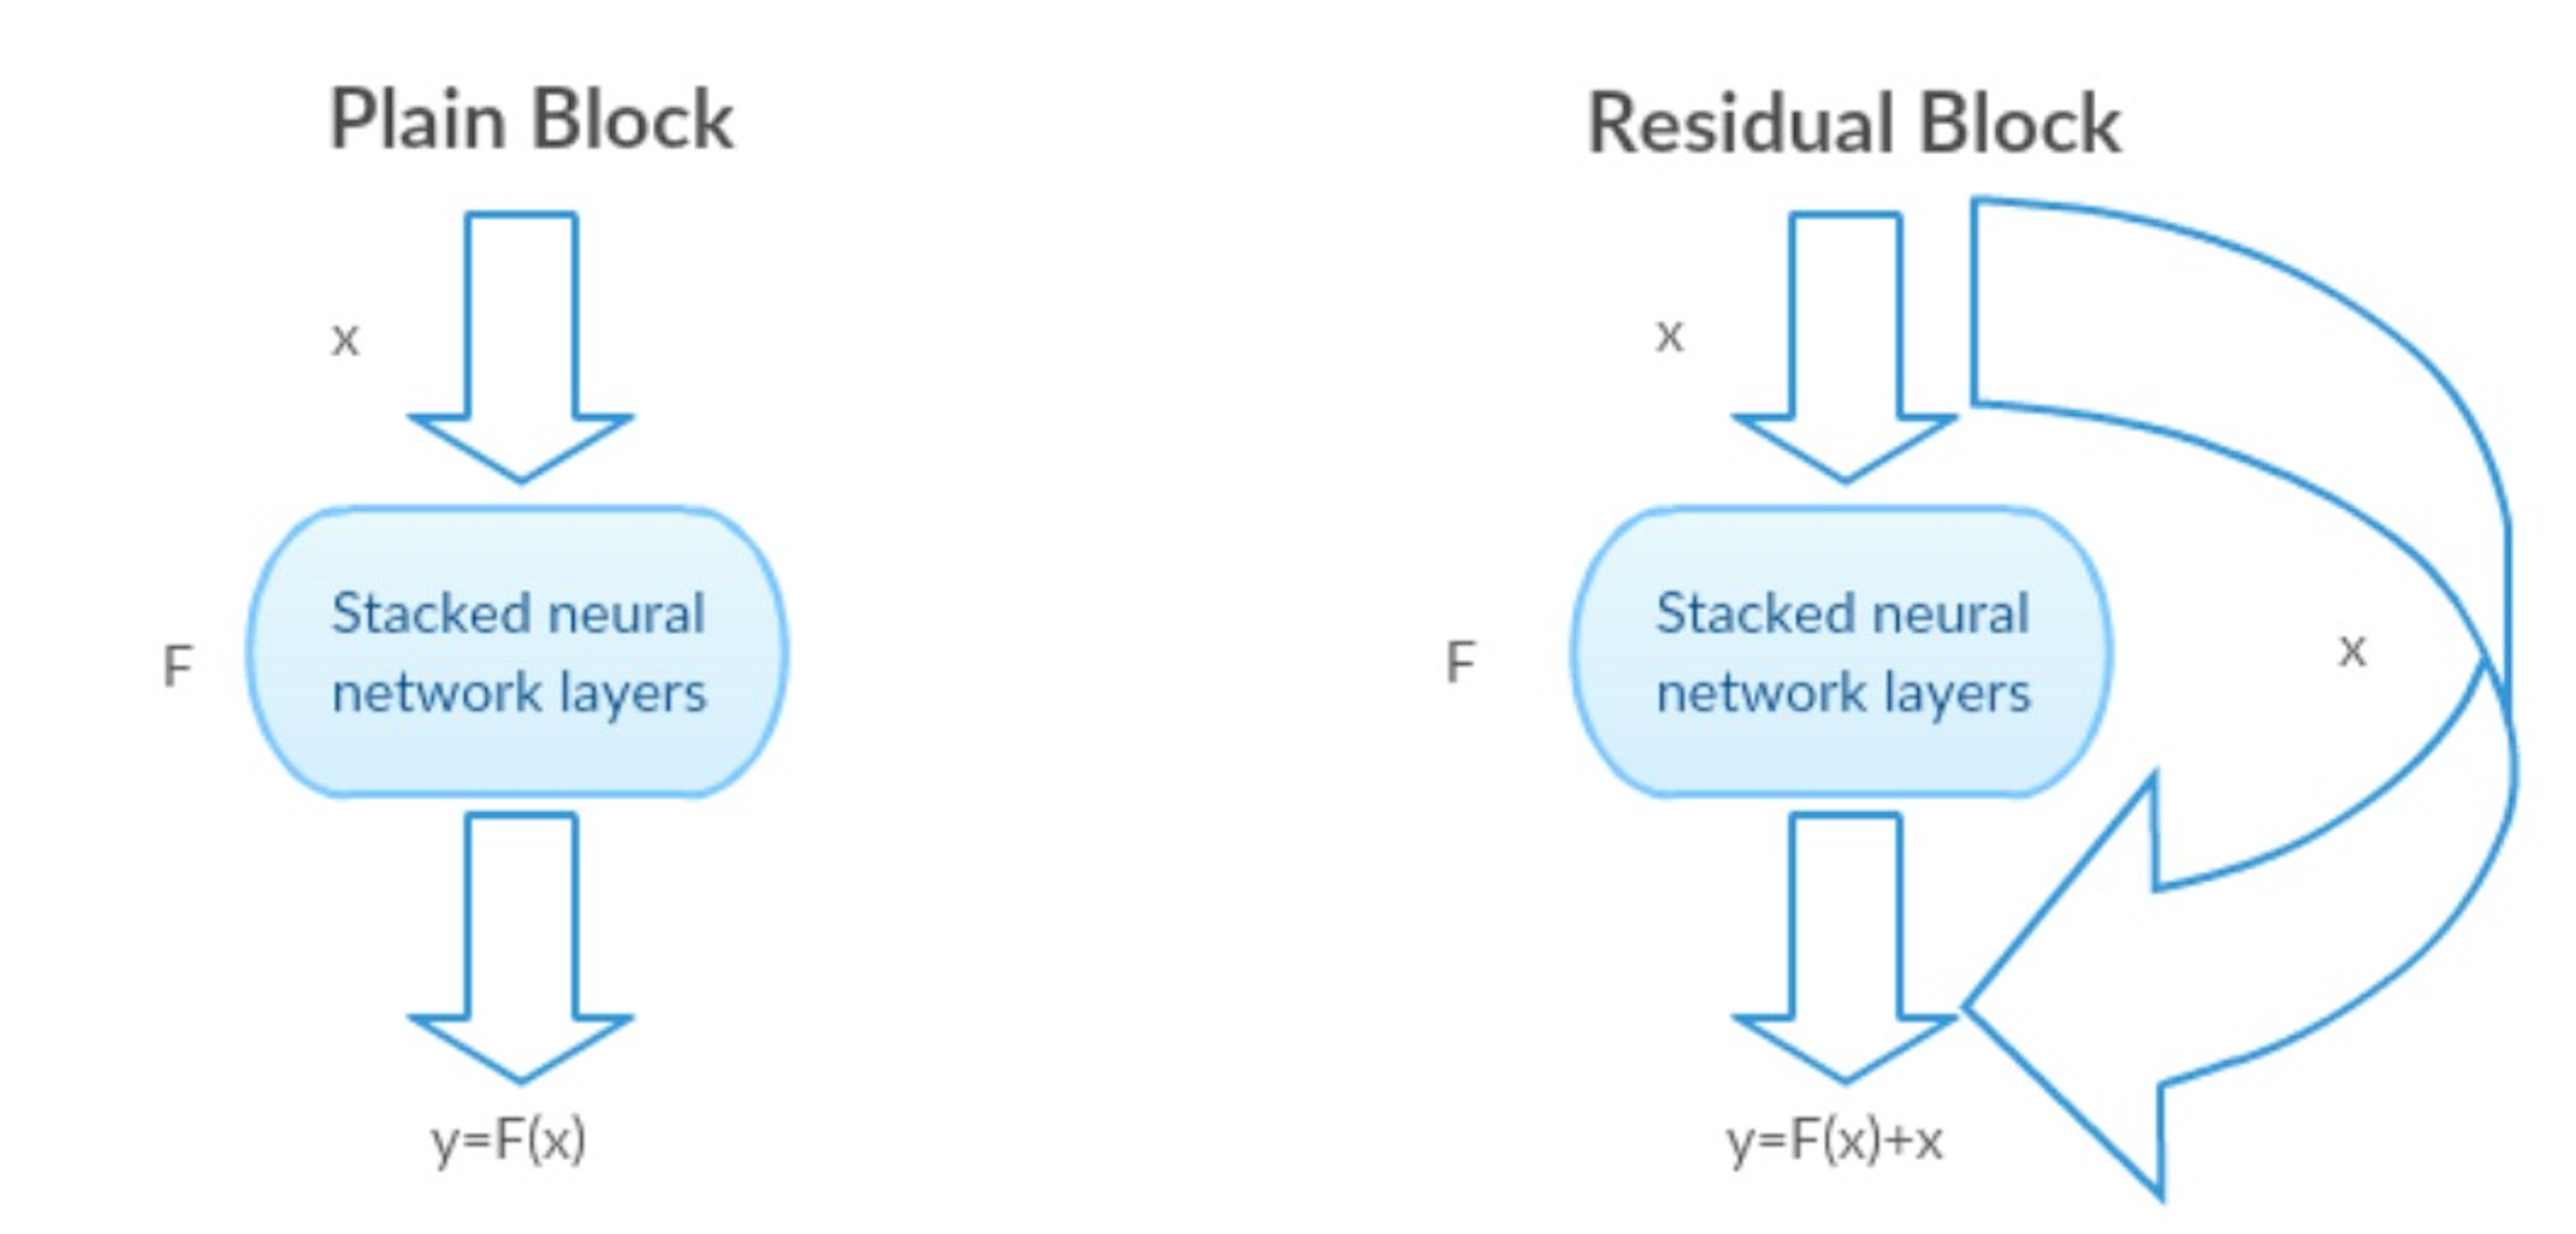 Plain Block
x
F
Stacked neural
network layers
y=F(x)
Residual Block
x
F
Stacked neural
network layers
x
y=F(x)+x